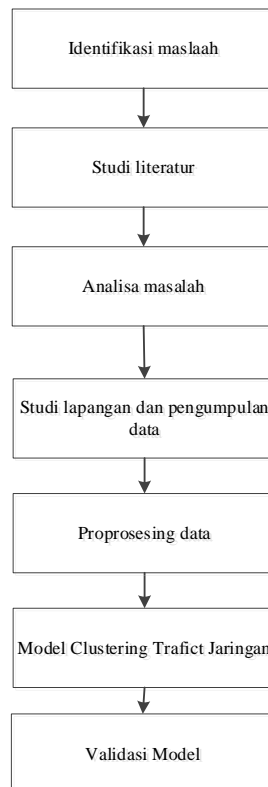 Identifikasi maslaah
Studi literatur
Analisa masalah
Studi lapangan dan pengumpulan
data
Proprosesing data
Model Clustering Trafict Jaringan
Validasi Model